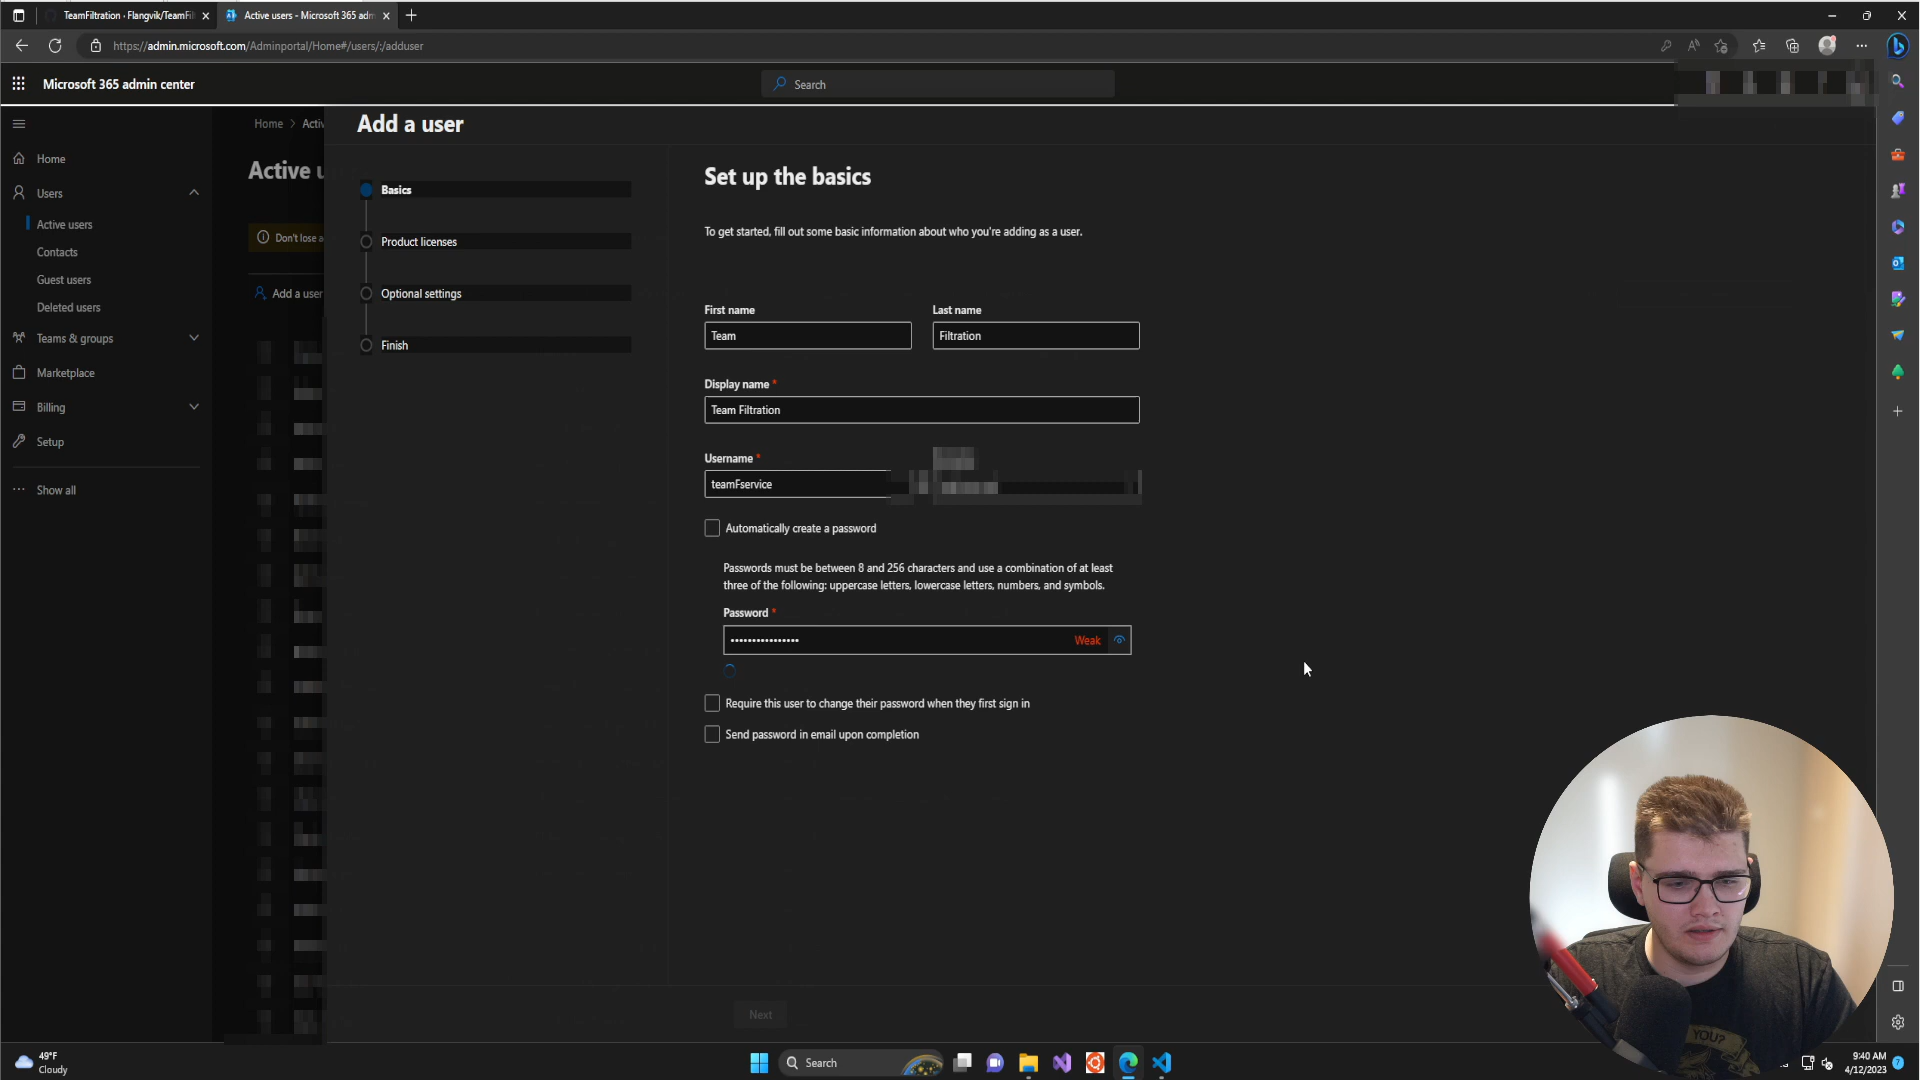 TeamFiltration · Flangvik/TeamFil
Active users - Microsoft 365 adm
https://admin.microsoft.com/Adminportal/Home#/users/:/adduser
Microsoft 365 admin center
Search
Home > Activ
Add a user
Home
Users
Active users
Contacts
Guest users
Deleted users
Teams & groups
Marketplace
Billing
Setup
Show all
Active u
Don't lose a
Add a user
Basics
Product licenses
Optional settings
Finish
Set up the basics
To get started, fill out some basic information about who you're adding as a user.
First name
Last name
Team
Filtration
Display name *
Team Filtration
Username *
teamFservice
Automatically create a password
Passwords must be between 8 and 256 characters and use a combination of at least
three of the following: uppercase letters, lowercase letters, numbers, and symbols.
Password *
••••••••••••••••
Weak
Require this user to change their password when they first sign in
Send password in email upon completion
Next
YOU?
49°F
Cloudy
Search
9:40 AM
4/12/2023
7